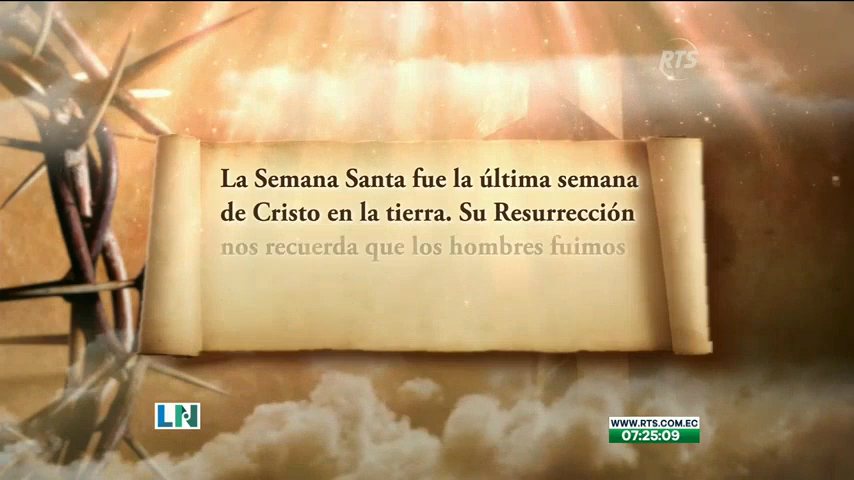 RTS
La Semana Santa fue la última semana
de Cristo en la tierra. Su Resurrección
nos recuerda que los hombres fuimos
LN
WWW.RTS.COM.EC
07:25:09